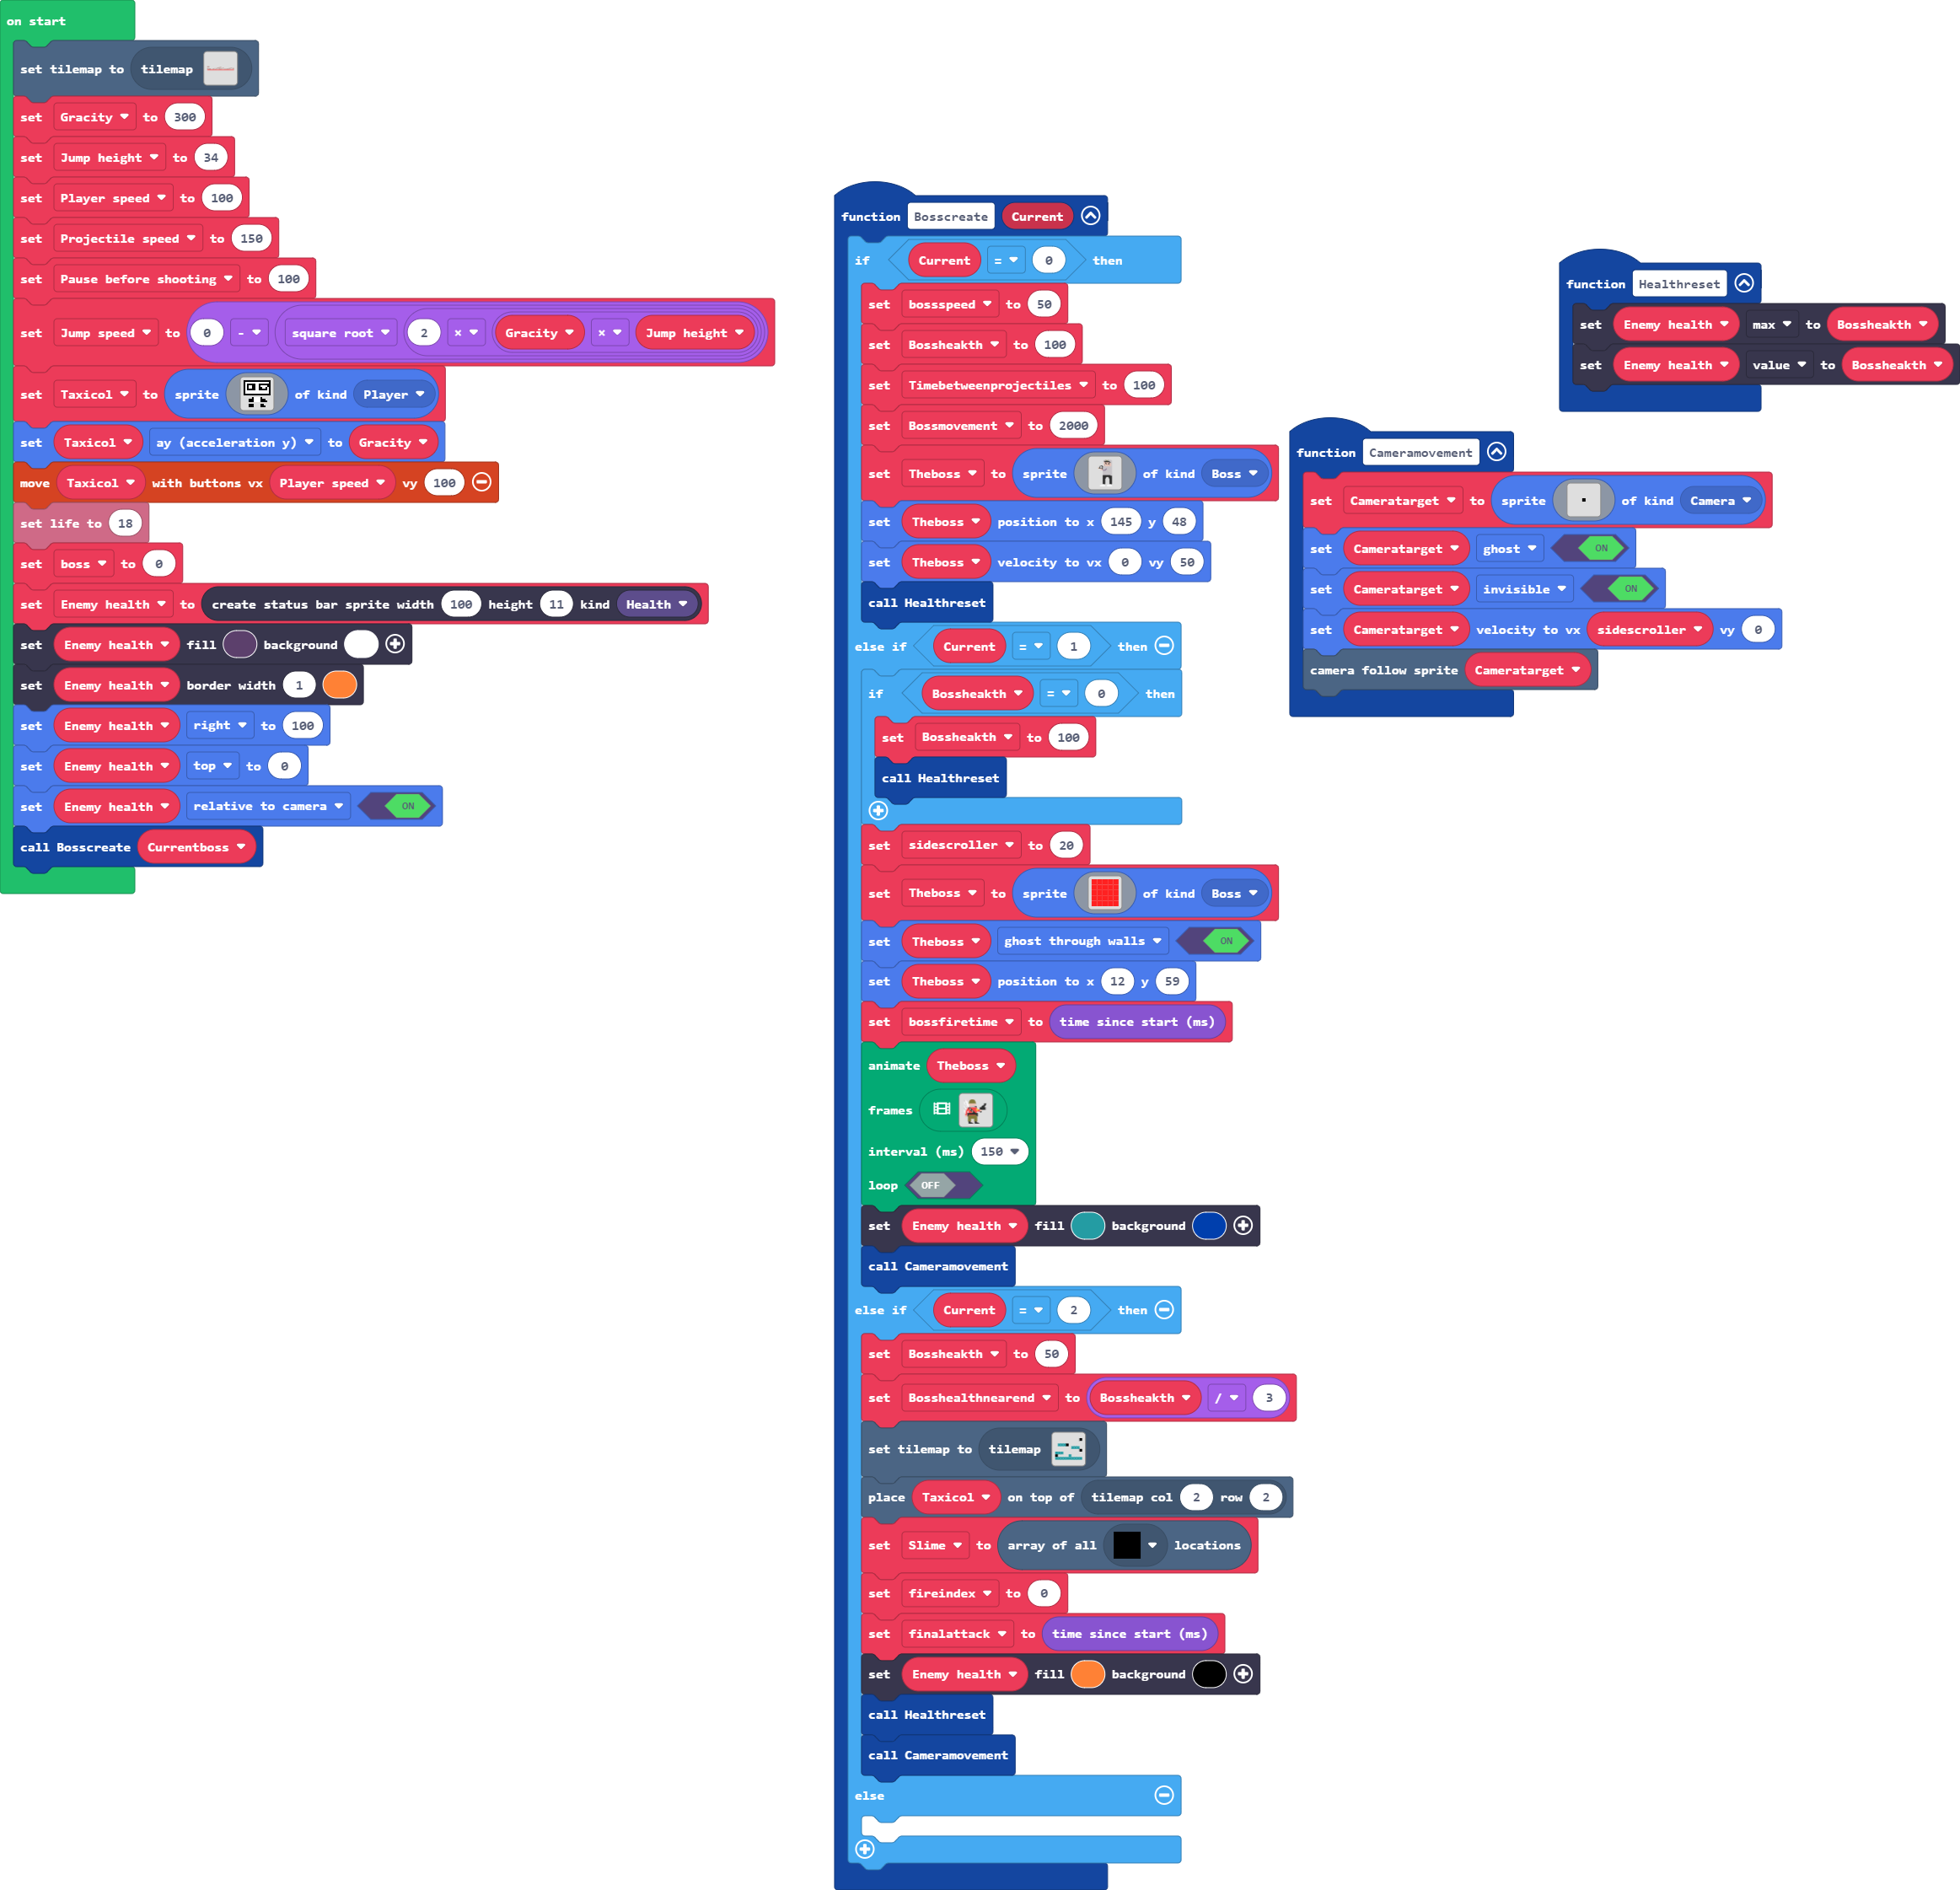 on start
set tilemap to tilemap
set Gracity to 300
set Jump height to 34
set Player speed to 100
set Projectile speed to 150
set Pause before shooting to 100
set Jump speed to 0 - square root 2 × Gracity × Jump height
set Taxicol to sprite of kind Player
set Taxicol ay (acceleration y) to Gracity
move Taxicol with buttons vx Player speed vy 100
set life to 18
set boss to 0
set Enemy health to create status bar sprite width 100 height 11 kind Health
set Enemy health fill background
set Enemy health border width 1
set Enemy health right to 100
set Enemy health top to 0
set Enemy health relative to camera ON
call Bosscreate Currentboss
function Bosscreate Current
if Current = 0 then
set bossspeed to 50
set Bossheakth to 100
set Timebetweenprojectiles to 100
set Bossmovement to 2000
set Theboss to sprite of kind Boss
set Theboss position to x 145 y 48
set Theboss velocity to vx 0 vy 50
call Healthreset
else if Current = 1 then
if Bossheakth = 0 then
set Bossheakth to 100
call Healthreset
set sidescroller to 20
set Theboss to sprite of kind Boss
set Theboss ghost through walls ON
set Theboss position to x 12 y 59
set bossfiretime to time since start (ms)
animate Theboss
frames
interval (ms) 150
loop OFF
set Enemy health fill background
call Cameramovement
else if Current = 2 then
set Bossheakth to 50
set Bosshealthnearend to Bossheakth / 3
set tilemap to tilemap
place Taxicol on top of tilemap col 2 row 2
set Slime to array of all locations
set fireindex to 0
set finalattack to time since start (ms)
set Enemy health fill background
call Healthreset
call Cameramovement
else
function Cameramovement
set Cameratarget to sprite of kind Camera
set Cameratarget ghost ON
set Cameratarget invisible ON
set Cameratarget velocity to vx sidescroller vy 0
camera follow sprite Cameratarget
function Healthreset
set Enemy health max to Bossheakth
set Enemy health value to Bossheakth